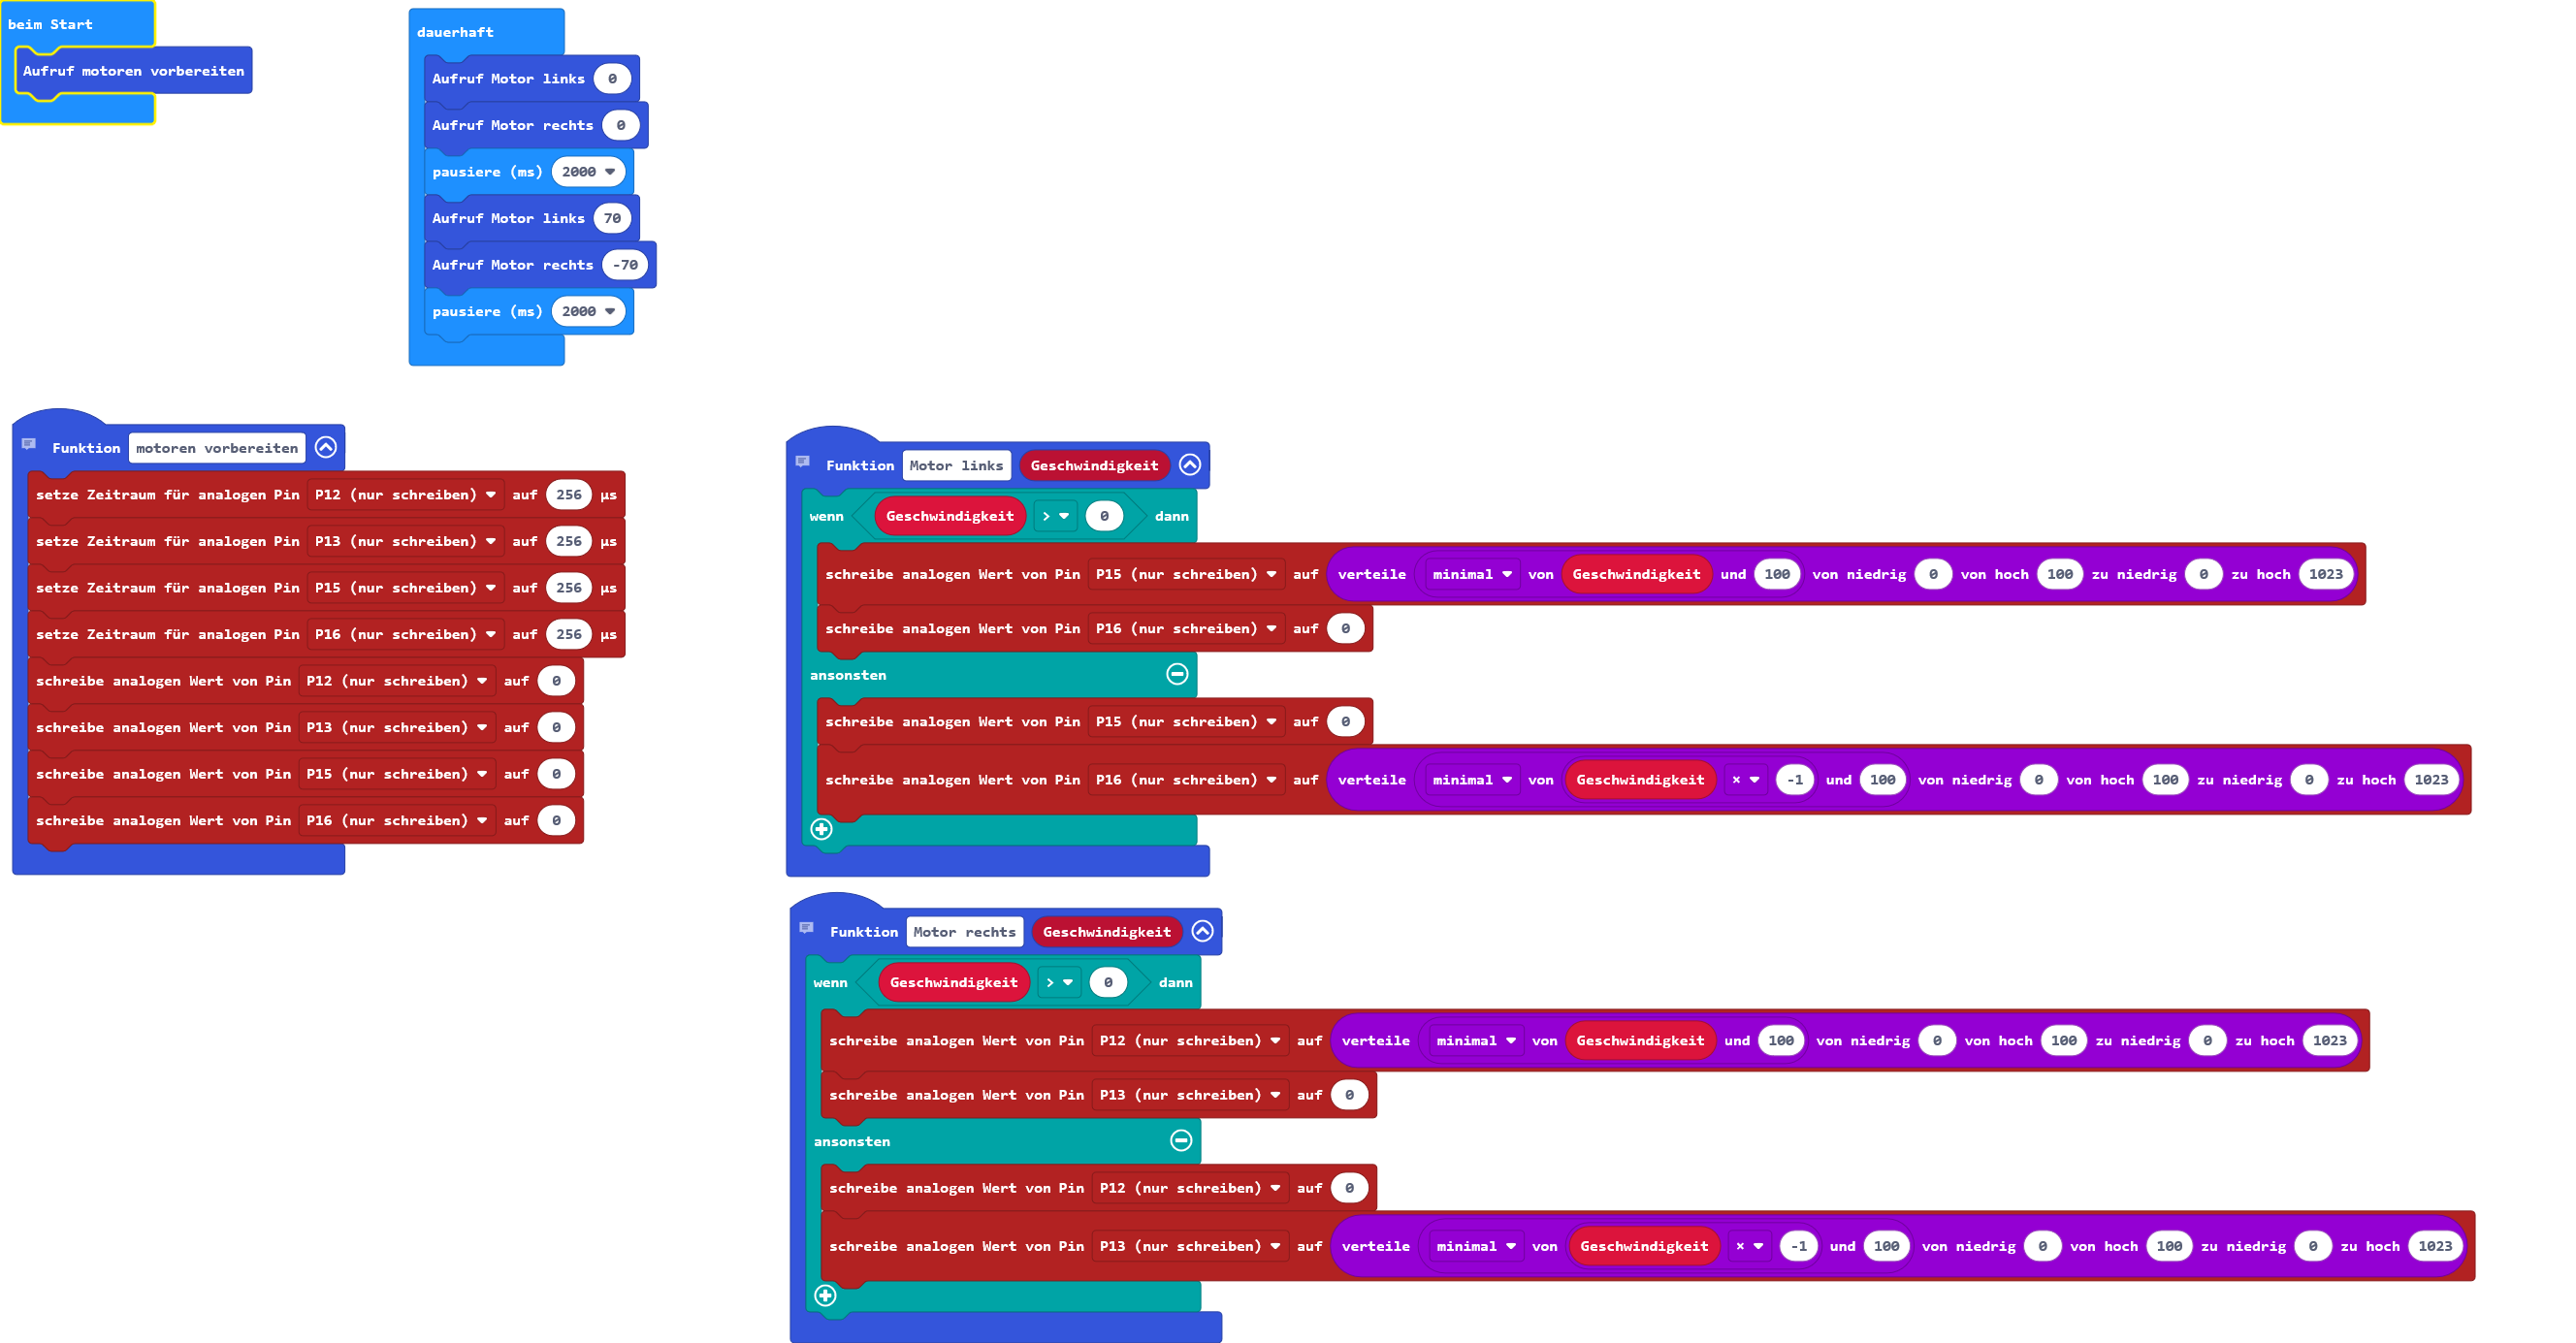 beim Start
Aufruf motoren vorbereiten
dauerhaft
Aufruf Motor links 0
Aufruf Motor rechts 0
pausiere (ms) 2000
Aufruf Motor links 70
Aufruf Motor rechts -70
pausiere (ms) 2000
Funktion motoren vorbereiten
setze Zeitraum für analogen Pin P12 (nur schreiben) auf 256 µs
setze Zeitraum für analogen Pin P13 (nur schreiben) auf 256 µs
setze Zeitraum für analogen Pin P15 (nur schreiben) auf 256 µs
setze Zeitraum für analogen Pin P16 (nur schreiben) auf 256 µs
schreibe analogen Wert von Pin P12 (nur schreiben) auf 0
schreibe analogen Wert von Pin P13 (nur schreiben) auf 0
schreibe analogen Wert von Pin P15 (nur schreiben) auf 0
schreibe analogen Wert von Pin P16 (nur schreiben) auf 0
Funktion Motor links Geschwindigkeit
wenn Geschwindigkeit > 0 dann
schreibe analogen Wert von Pin P15 (nur schreiben) auf verteile minimal von Geschwindigkeit und 100 von niedrig 0 von hoch 100 zu niedrig 0 zu hoch 1023
schreibe analogen Wert von Pin P16 (nur schreiben) auf 0
ansonsten
schreibe analogen Wert von Pin P15 (nur schreiben) auf 0
schreibe analogen Wert von Pin P16 (nur schreiben) auf verteile minimal von Geschwindigkeit × -1 und 100 von niedrig 0 von hoch 100 zu niedrig 0 zu hoch 1023
Funktion Motor rechts Geschwindigkeit
wenn Geschwindigkeit > 0 dann
schreibe analogen Wert von Pin P12 (nur schreiben) auf verteile minimal von Geschwindigkeit und 100 von niedrig 0 von hoch 100 zu niedrig 0 zu hoch 1023
schreibe analogen Wert von Pin P13 (nur schreiben) auf 0
ansonsten
schreibe analogen Wert von Pin P12 (nur schreiben) auf 0
schreibe analogen Wert von Pin P13 (nur schreiben) auf verteile minimal von Geschwindigkeit × -1 und 100 von niedrig 0 von hoch 100 zu niedrig 0 zu hoch 1023